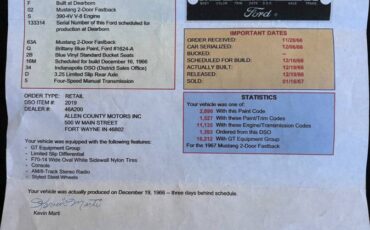 F Built at Dearborn
02 Mustang 2-Door Fastback
S 390-4V V-8 Engine
133314 Serial Number of this Ford scheduled for
production at Dearborn
Ford
63A Mustang 2-Door Fastback
Q Brittany Blue Paint, Ford #1624-A
2B Blue Vinyl Standard Bucket Seats
16M Scheduled for build December 16, 1966
34 Indianapolis DSO (District Sales Office)
D 3.25 Limited Slip Rear Axle
5 Four-Speed Manual Transmission
IMPORTANT DATES
ORDER RECEIVED: 11/28/66
CAR SERIALIZED: 12/06/66
BUCKED:
SCHEDULED FOR BUILD: 12/16/66
ACTUALLY BUILT: 12/19/66
RELEASED: 12/19/66
SOLD: 01/18/67
ORDER TYPE: RETAIL
DSO ITEM #: 2019
DEALER #: 46A200
ALLEN COUNTY MOTORS INC
500 W MAIN STREET
FORT WAYNE IN 46802
STATISTICS
Your vehicle was one of:
With this Paint Code
With these Paint/Trim Codes
With these Engine/Transmission Codes
Ordered from this DSO
With GT Equipment Group
For the 1967 Mustang 2-Door Fastback
Your vehicle was equipped with the following features:
- GT Equipment Group
- Limited Slip Differential
- F70-14 Wide Oval White Sidewall Nylon Tires
- Console
- AM/8-Track Stereo Radio
- Styled Steel Wheels
Your vehicle was actually produced on December 19, 1966 -- three days behind schedule.
Kevin Marti
Kevin Marti